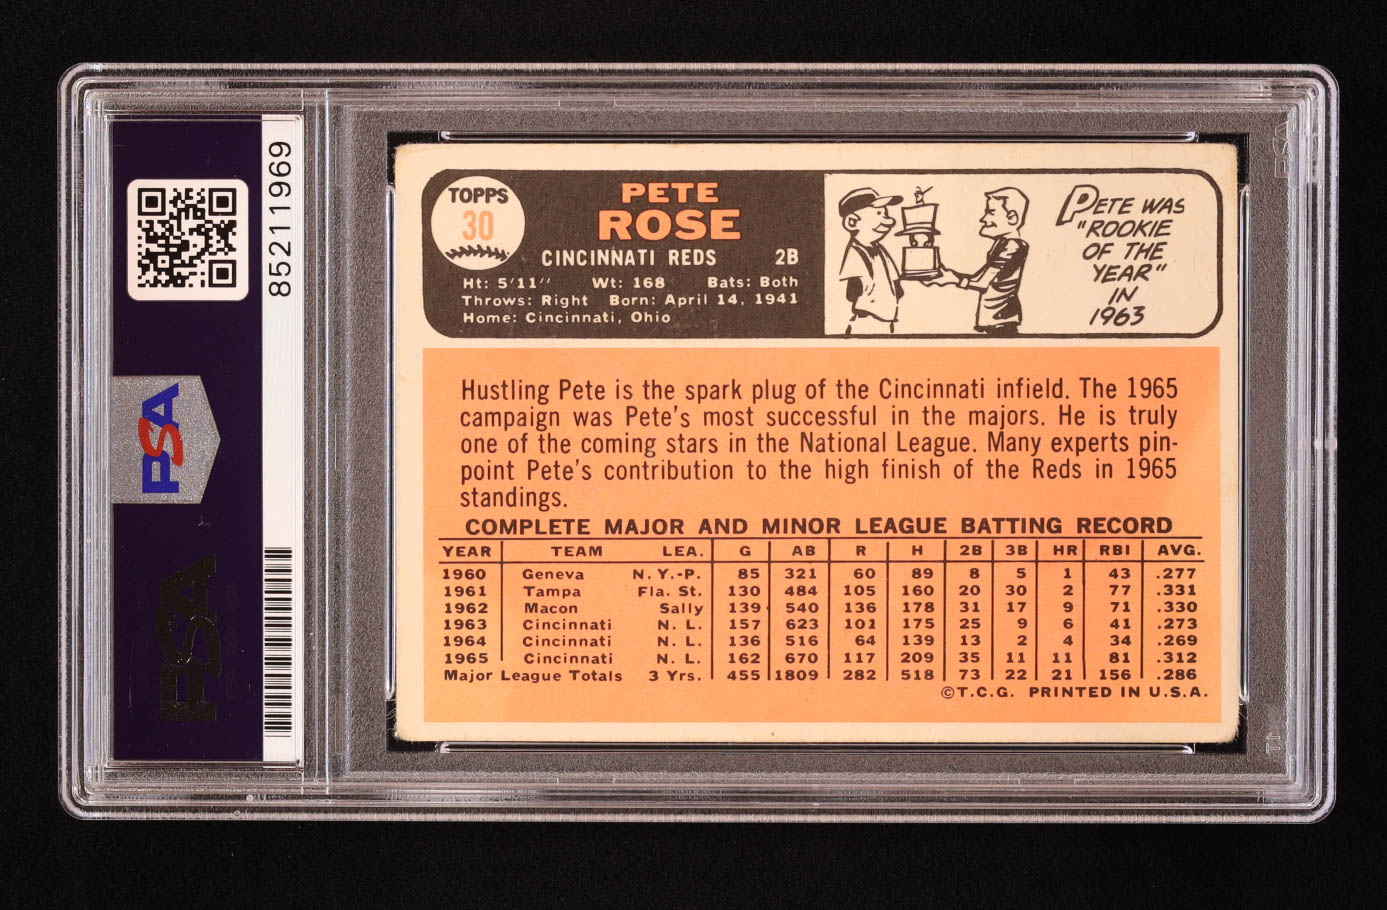 85211969
PSA
PSA
TOPPS
30
PETE
ROSE
CINCINNATI REDS 2B
Ht: 5'11" Wt: 168 Bats: Both
Throws: Right Born: April 14, 1941
Home: Cincinnati, Ohio
PETE WAS
"ROOKIE
OF THE
YEAR"
IN
1963
Hustling Pete is the spark plug of the Cincinnati infield. The 1965
campaign was Pete's most successful in the majors. He is truly
one of the coming stars in the National League. Many experts pin-
point Pete's contribution to the high finish of the Reds in 1965
standings.
COMPLETE MAJOR AND MINOR LEAGUE BATTING RECORD
YEAR TEAM LEA. G AB R H 2B 3B HR RBI AVG.
1960 Geneva N.Y.-P. 85 321 60 89 8 5 1 43 .277
1961 Tampa Fla. St. 130 484 105 160 20 30 2 77 .331
1962 Macon Sally 139 540 136 178 31 17 9 71 .330
1963 Cincinnati N. L. 157 623 101 175 25 9 6 41 .273
1964 Cincinnati N. L. 136 516 64 139 13 2 4 34 .269
1965 Cincinnati N. L. 162 670 117 209 35 11 11 81 .312
Major League Totals 3 Yrs. 455 1809 282 518 73 22 21 156 .286
©T.C.G. PRINTED IN U.S.A.